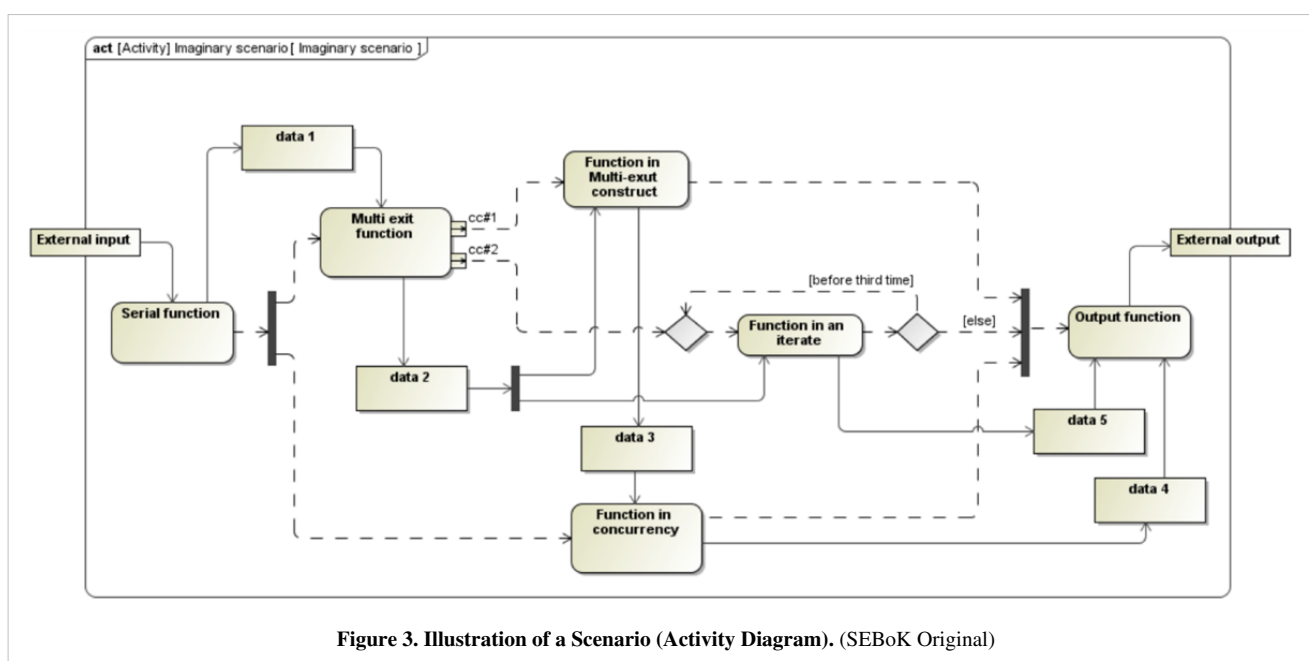 act [Activity] Imaginary scenario [ Imaginary scenario ]
data 1
Function in
Multi-exut
construct
Multi exit
function
cc#1
cc#2
External input
External output
[before third time]
Serial function
Function in an
iterate
[else]
Output function
data 2
data 5
data 3
data 4
Function in
concurrency
Figure 3. Illustration of a Scenario (Activity Diagram). (SEBoK Original)